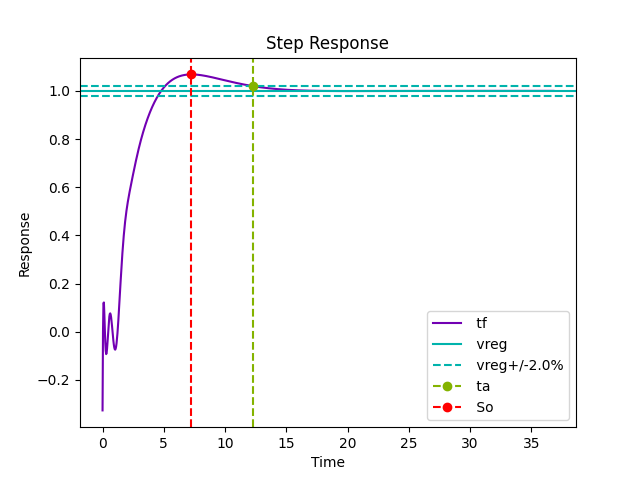 Step Response
Response
1.0
0.8
0.6
0.4
0.2
0.0
−0.2
0 5 10 15 20 25 30 35
Time
tf
vreg
vreg+/-2.0%
ta
So